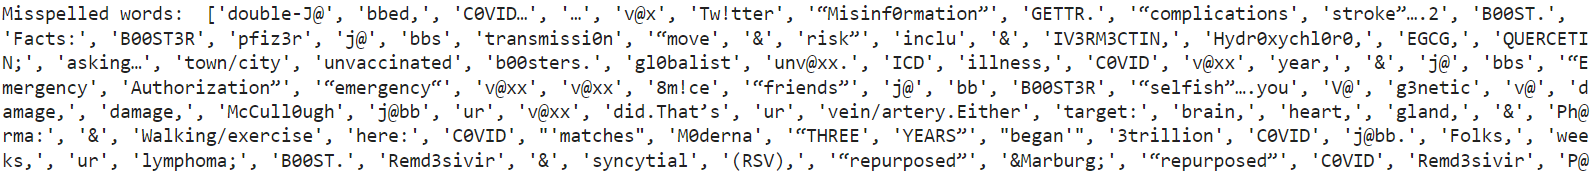 Misspelled words:  ['double-J@', 'bbed,', 'C0VID…', '…', 'v@x', 'Tw!tter', '“Misinf0rmation”', 'GETTR.', '“complications', 'stroke”….2', 'B00ST.',
'Facts:', 'B00ST3R', 'pfiz3r', 'j@', 'bbs', 'transmissi0n', '“move', '&', 'risk”', 'inclu', '&', 'IV3RM3CTIN,', 'Hydr0xychl0r0,', 'EGCG,', 'QUERCETI
N;', 'asking…', 'town/city', 'unvaccinated', 'b00sters.', 'gl0balist', 'unv@xx.', 'ICD', 'illness,', 'C0VID', 'v@xx', 'year,', '&', 'j@', 'bbs', '“E
mergency', 'Authorization”', '“emergency“', 'v@xx', 'v@xx', '8m!ce', '“friends”', 'j@', 'bb', 'B00ST3R', '“selfish”….you', 'V@', 'g3netic', 'v@', 'd
amage,', 'damage,', 'McCull0ugh', 'j@bb', 'ur', 'v@xx', 'did.That’s', 'ur', 'vein/artery.Either', 'target:', 'brain,', 'heart,', 'gland,', '&', 'Ph@
rma:', '&', 'Walking/exercise', 'here:', 'C0VID', "'matches", 'M0derna', '“THREE', 'YEARS”', "began'", '3trillion', 'C0VID', 'j@bb.', 'Folks,', 'wee
ks,', 'ur', 'lymphoma;', 'B00ST.', 'Remd3sivir', '&', 'syncytial', '(RSV),', '“repurposed”', '&Marburg;', '“repurposed”', 'C0VID', 'Remd3sivir', 'P@